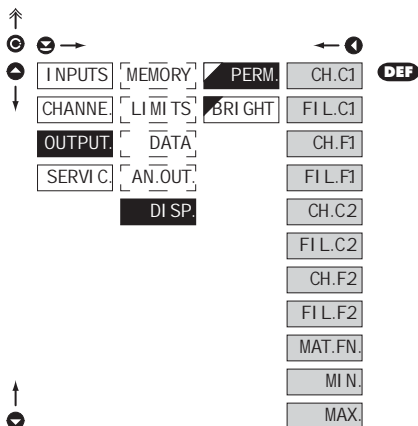 INPUTS MEMORY PERM. CH.C1 DEF
CHANNE. LIMITS BRIGHT FIL.C1
OUTPUT. DATA CH.F1
SERVIC. AN.OUT. FIL.F1
DISP. CH.C2
FIL.C2
CH.F2
FIL.F2
MAT.FN.
MIN.
MAX.